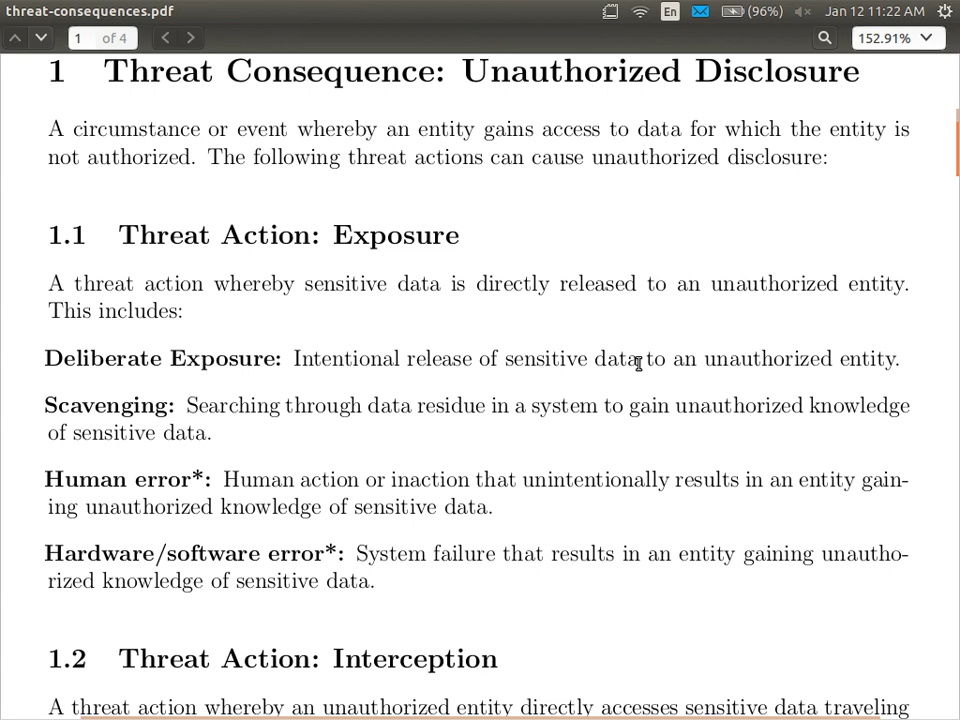 threat-consequences.pdf
En
(96%)
Jan 12 11:22 AM
1 of 4
152.91%
1 Threat Consequence: Unauthorized Disclosure
A circumstance or event whereby an entity gains access to data for which the entity is
not authorized. The following threat actions can cause unauthorized disclosure:
1.1 Threat Action: Exposure
A threat action whereby sensitive data is directly released to an unauthorized entity.
This includes:
Deliberate Exposure: Intentional release of sensitive data to an unauthorized entity.
Scavenging: Searching through data residue in a system to gain unauthorized knowledge
of sensitive data.
Human error*: Human action or inaction that unintentionally results in an entity gain-
ing unauthorized knowledge of sensitive data.
Hardware/software error*: System failure that results in an entity gaining unautho-
rized knowledge of sensitive data.
1.2 Threat Action: Interception
A threat action whereby an unauthorized entity directly accesses sensitive data traveling